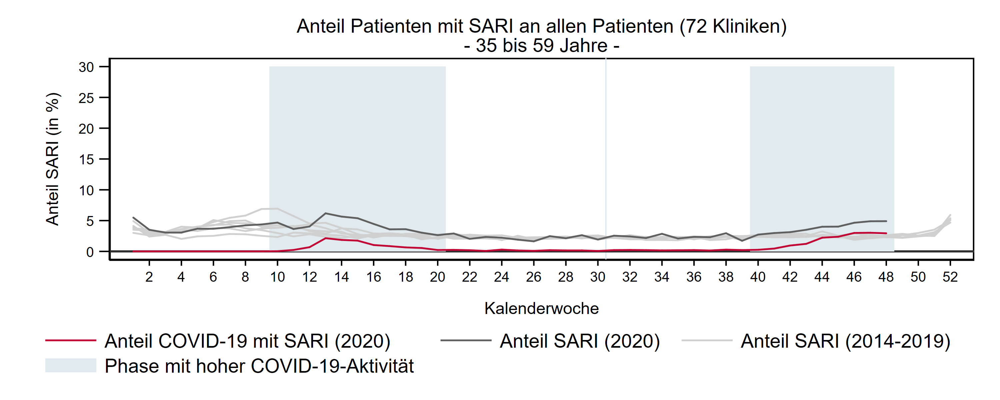 Anteil Patienten mit SARI an allen Patienten (72 Kliniken)
- 35 bis 59 Jahre -
Anteil SARI (in %)
30
25
20
15
10
5
0
2 4 6 8 10 12 14 16 18 20 22 24 26 28 30 32 34 36 38 40 42 44 46 48 50 52
Kalenderwoche
Anteil COVID-19 mit SARI (2020) Anteil SARI (2020) Anteil SARI (2014-2019)
Phase mit hoher COVID-19-Aktivität